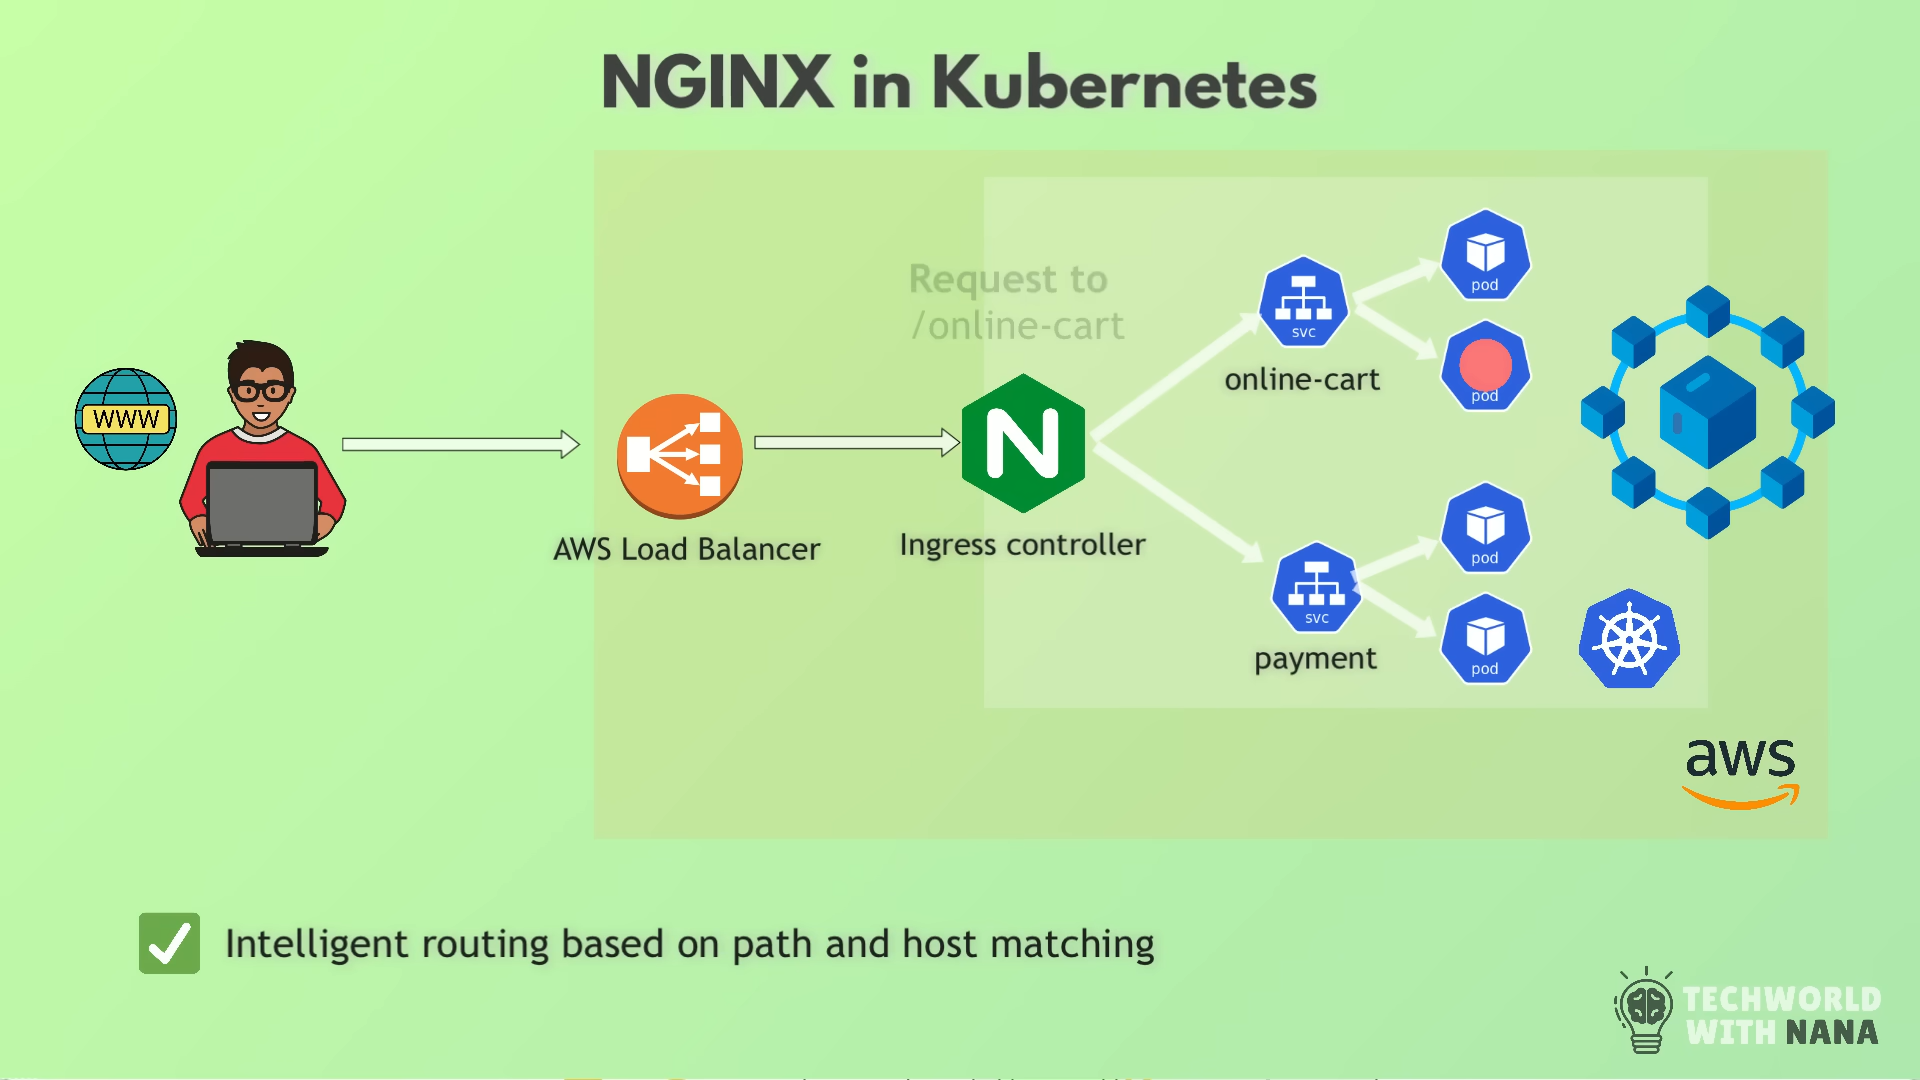 NGINX in Kubernetes
Request to
/online-cart
WWW
AWS Load Balancer
Ingress controller
svc
online-cart
pod
pod
svc
payment
pod
pod
aws
Intelligent routing based on path and host matching
TECHWORLD
WITH NANA